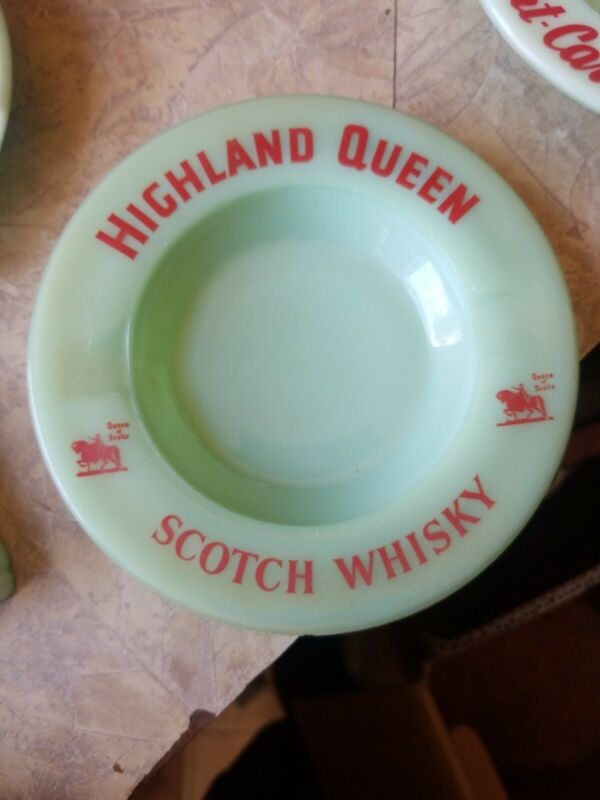 HIGHLAND QUEEN
Queen
of
Scots
Queen
of
Scots
SCOTCH WHISKY